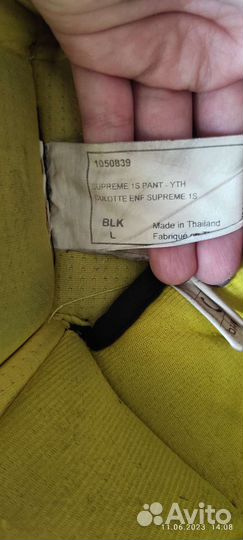 1050839
SUPREME 1S PANT - YTH
CULOTTE ENF SUPREME 1S
BLK
L
Made in Thailand
Fabriqué
Avito
11.06.2023 14:08